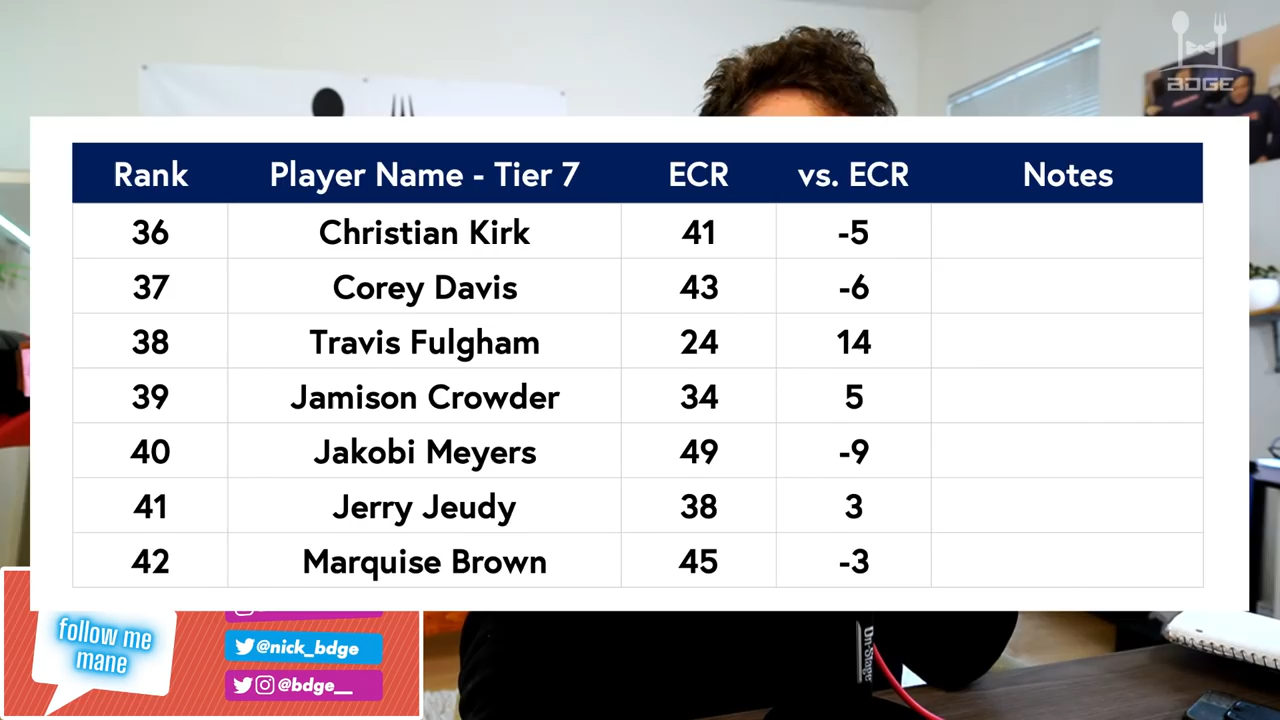 BDGE
Rank Player Name - Tier 7 ECR vs. ECR Notes
36 Christian Kirk 41 -5
37 Corey Davis 43 -6
38 Travis Fulgham 24 14
39 Jamison Crowder 34 5
40 Jakobi Meyers 49 -9
41 Jerry Jeudy 38 3
42 Marquise Brown 45 -3
follow me
mane
@nick_bdge
@bdge__
On-Stage